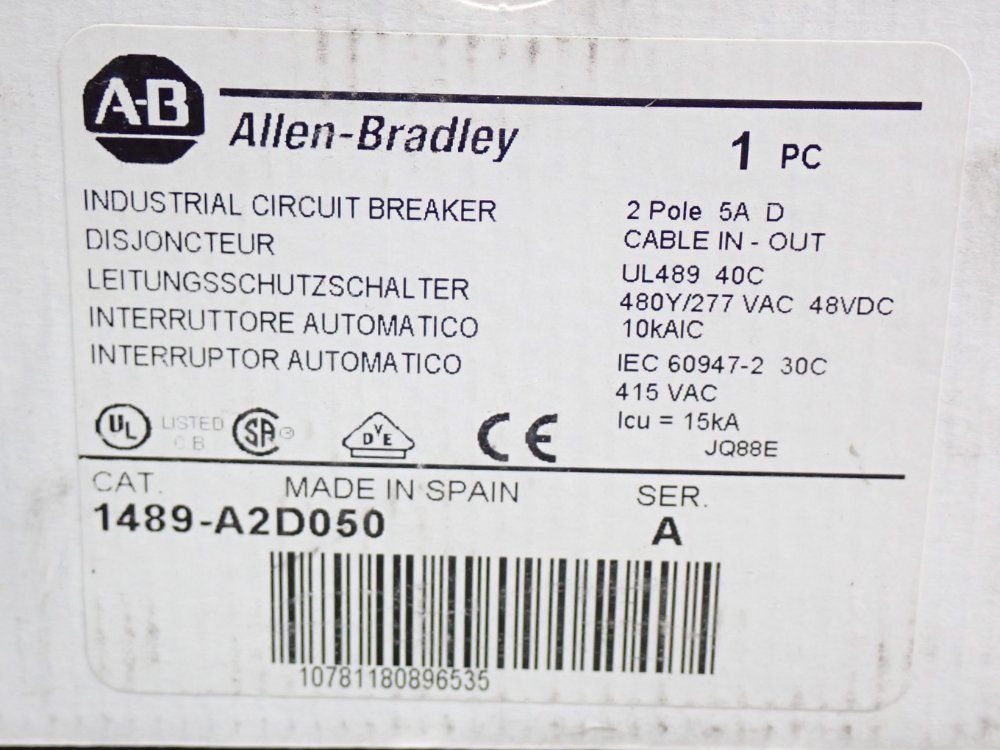 A-B
Allen-Bradley
1 PC
INDUSTRIAL CIRCUIT BREAKER
DISJONCTEUR
LEITUNGSSCHUTZSCHALTER
INTERRUTTORE AUTOMATICO
INTERRUPTOR AUTOMATICO
2 Pole 5A D
CABLE IN - OUT
UL489 40C
480Y/277 VAC 48VDC
10kAIC
IEC 60947-2 30C
415 VAC
Icu = 15kA
JQ88E
UL LISTED
C.B
SA
DVE
CE
CAT. MADE IN SPAIN SER.
1489-A2D050 A
10781180896535